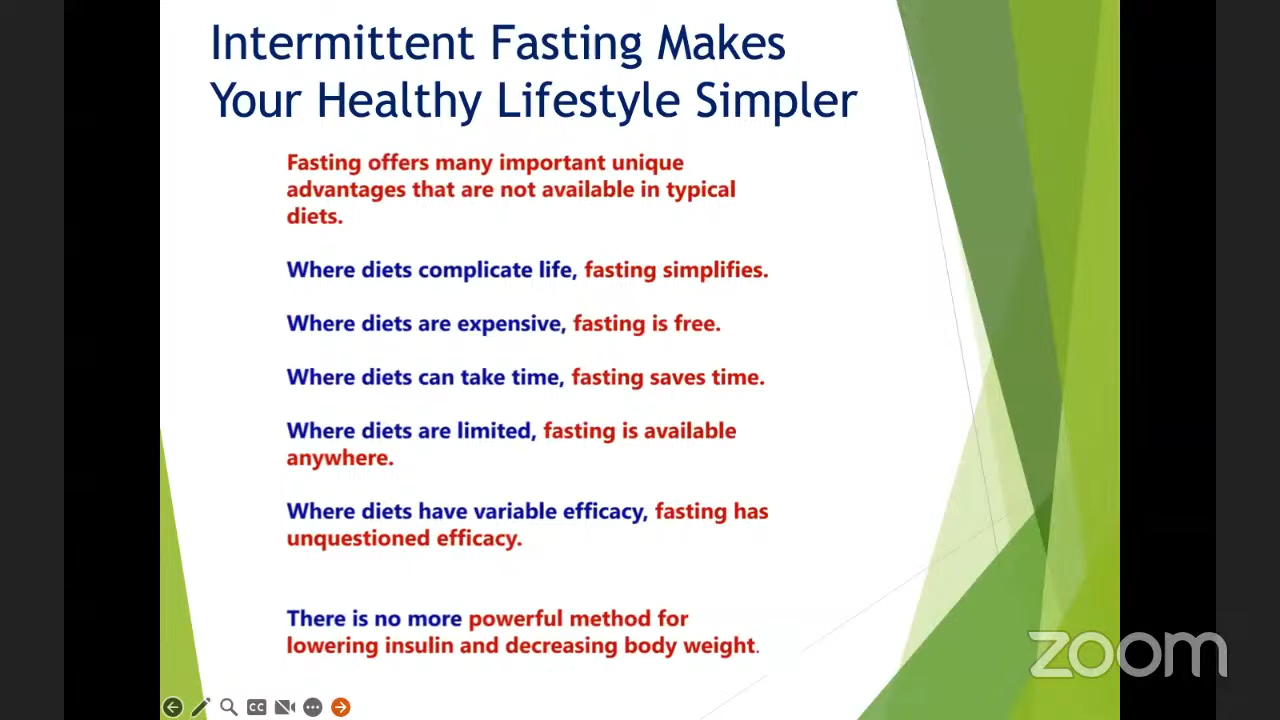 Intermittent Fasting Makes
Your Healthy Lifestyle Simpler
Fasting offers many important unique
advantages that are not available in typical
diets.
Where diets complicate life, fasting simplifies.
Where diets are expensive, fasting is free.
Where diets can take time, fasting saves time.
Where diets are limited, fasting is available
anywhere.
Where diets have variable efficacy, fasting has
unquestioned efficacy.
There is no more powerful method for
lowering insulin and decreasing body weight.
zoom
CC